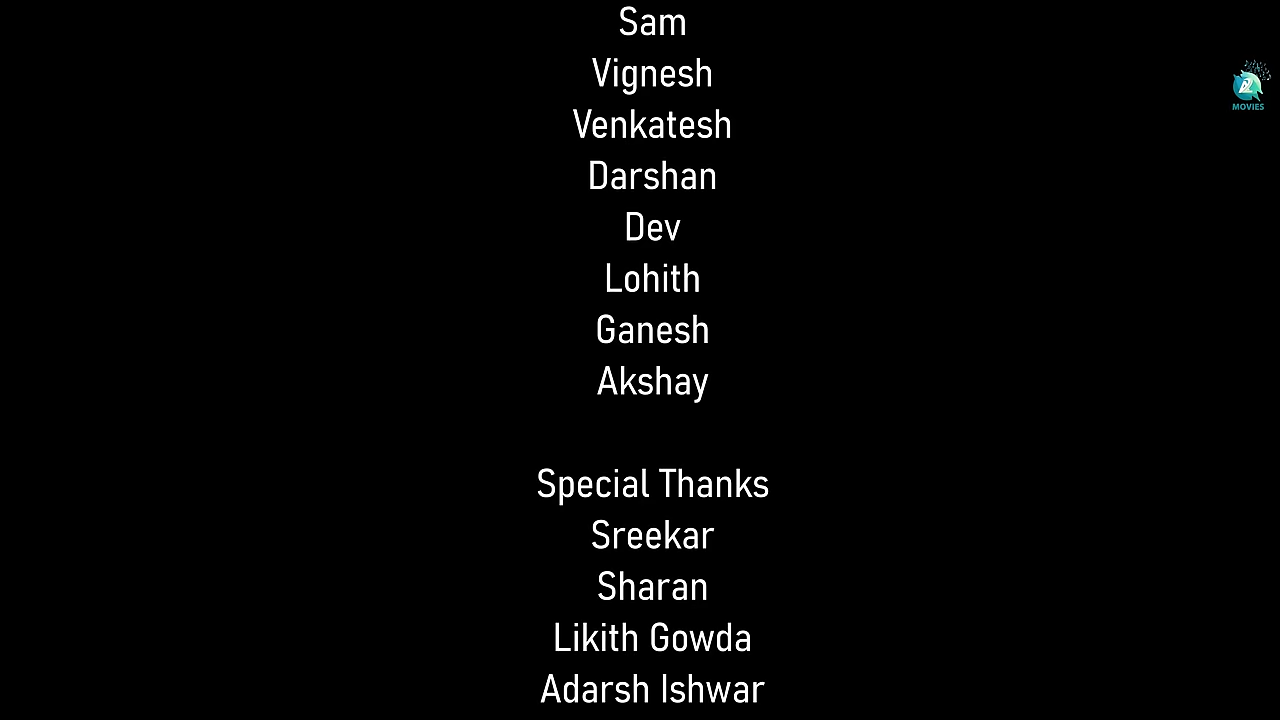 Sam
Vignesh
Venkatesh
Darshan
Dev
Lohith
Ganesh
Akshay
Special Thanks
Sreekar
Sharan
Likith Gowda
Adarsh Ishwar
MOVIES